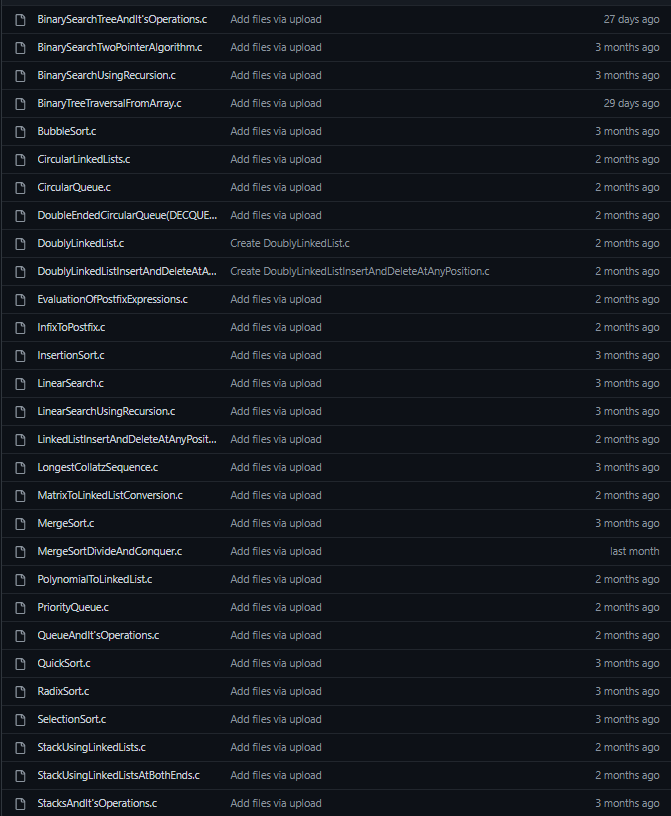 BinarySearchTreeAndIt'sOperations.c Add files via upload 27 days ago
BinarySearchTwoPointerAlgorithm.c Add files via upload 3 months ago
BinarySearchUsingRecursion.c Add files via upload 3 months ago
BinaryTreeTraversalFromArray.c Add files via upload 29 days ago
BubbleSort.c Add files via upload 3 months ago
CircularLinkedLists.c Add files via upload 2 months ago
CircularQueue.c Add files via upload 2 months ago
DoubleEndedCircularQueue(DECQUE... Add files via upload 2 months ago
DoublyLinkedList.c Create DoublyLinkedList.c 2 months ago
DoublyLinkedListInsertAndDeleteAtA... Create DoublyLinkedListInsertAndDeleteAtAnyPosition.c 2 months ago
EvaluationOfPostfixExpressions.c Add files via upload 2 months ago
InfixToPostfix.c Add files via upload 2 months ago
InsertionSort.c Add files via upload 3 months ago
LinearSearch.c Add files via upload 3 months ago
LinearSearchUsingRecursion.c Add files via upload 3 months ago
LinkedListInsertAndDeleteAtAnyPosit... Add files via upload 2 months ago
LongestCollatzSequence.c Add files via upload 3 months ago
MatrixToLinkedListConversion.c Add files via upload 2 months ago
MergeSort.c Add files via upload 3 months ago
MergeSortDivideAndConquer.c Add files via upload last month
PolynomialToLinkedList.c Add files via upload 2 months ago
PriorityQueue.c Add files via upload 2 months ago
QueueAndIt'sOperations.c Add files via upload 2 months ago
QuickSort.c Add files via upload 3 months ago
RadixSort.c Add files via upload 3 months ago
SelectionSort.c Add files via upload 3 months ago
StackUsingLinkedLists.c Add files via upload 2 months ago
StackUsingLinkedListsAtBothEnds.c Add files via upload 2 months ago
StacksAndIt'sOperations.c Add files via upload 3 months ago